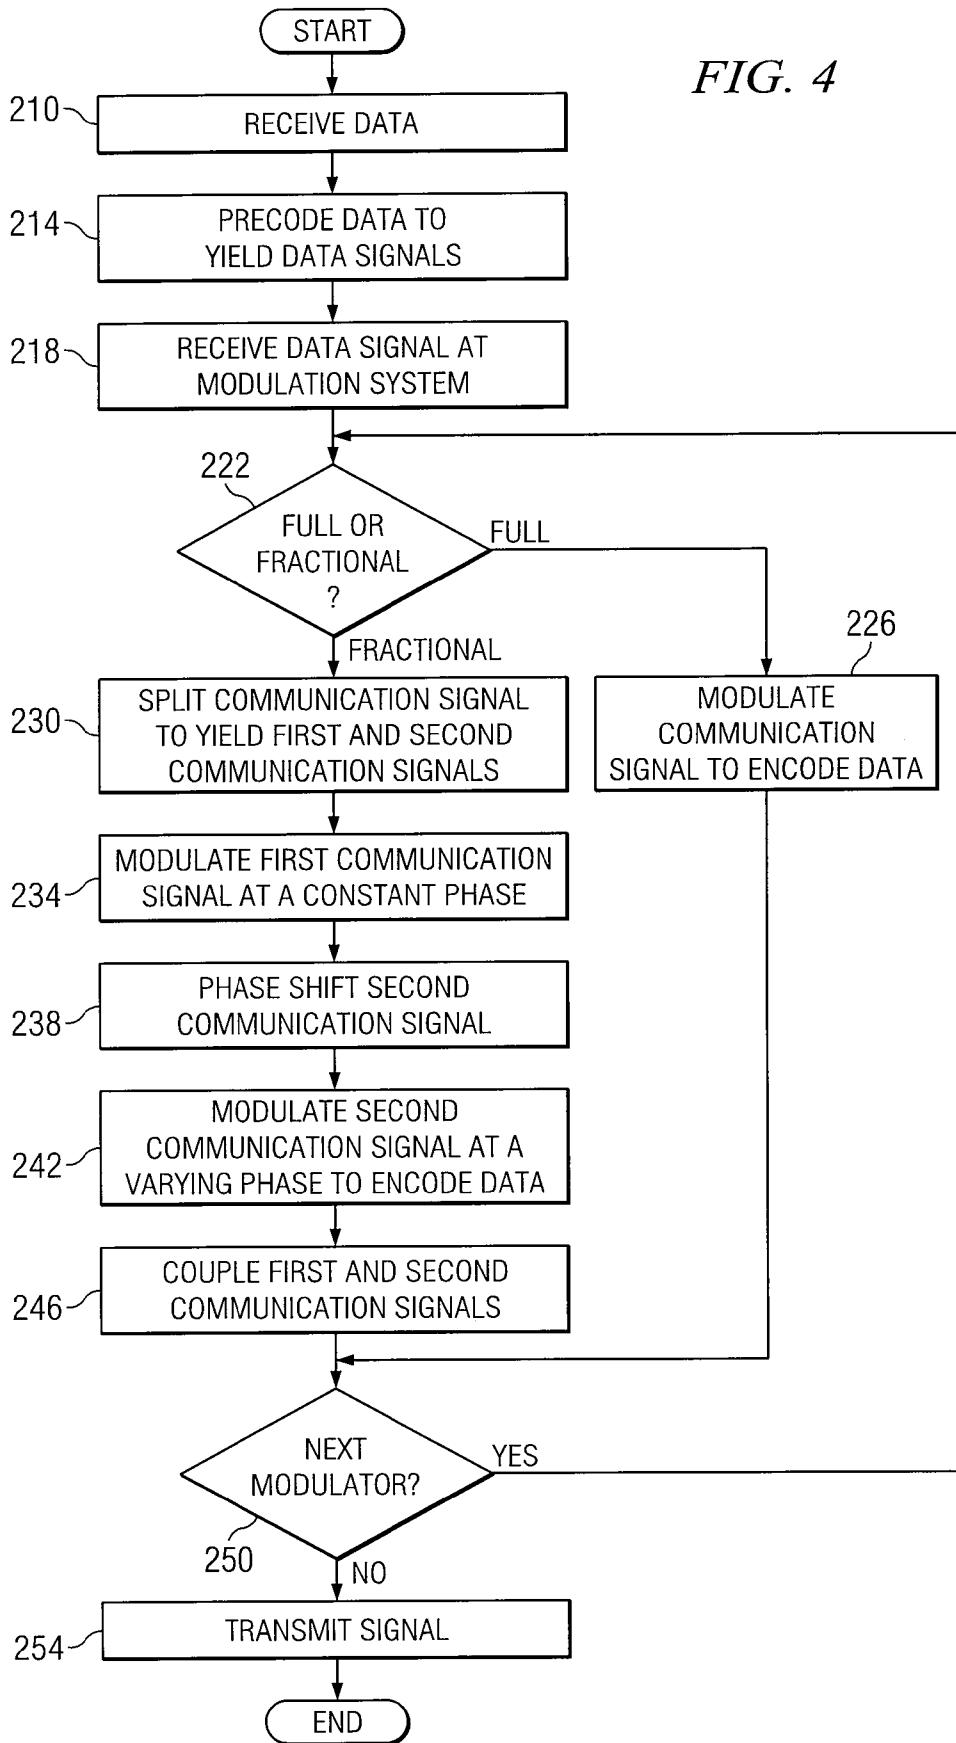 START
FIG. 4
210
RECEIVE DATA
214
PRECODE DATA TO
YIELD DATA SIGNALS
218
RECEIVE DATA SIGNAL AT
MODULATION SYSTEM
222
FULL OR
FRACTIONAL
?
FULL
FRACTIONAL
226
MODULATE
COMMUNICATION
SIGNAL TO ENCODE DATA
230
SPLIT COMMUNICATION SIGNAL
TO YIELD FIRST AND SECOND
COMMUNICATION SIGNALS
234
MODULATE FIRST COMMUNICATION
SIGNAL AT A CONSTANT PHASE
238
PHASE SHIFT SECOND
COMMUNICATION SIGNAL
242
MODULATE SECOND
COMMUNICATION SIGNAL AT A
VARYING PHASE TO ENCODE DATA
246
COUPLE FIRST AND SECOND
COMMUNICATION SIGNALS
NEXT
MODULATOR?
YES
250
NO
254
TRANSMIT SIGNAL
END